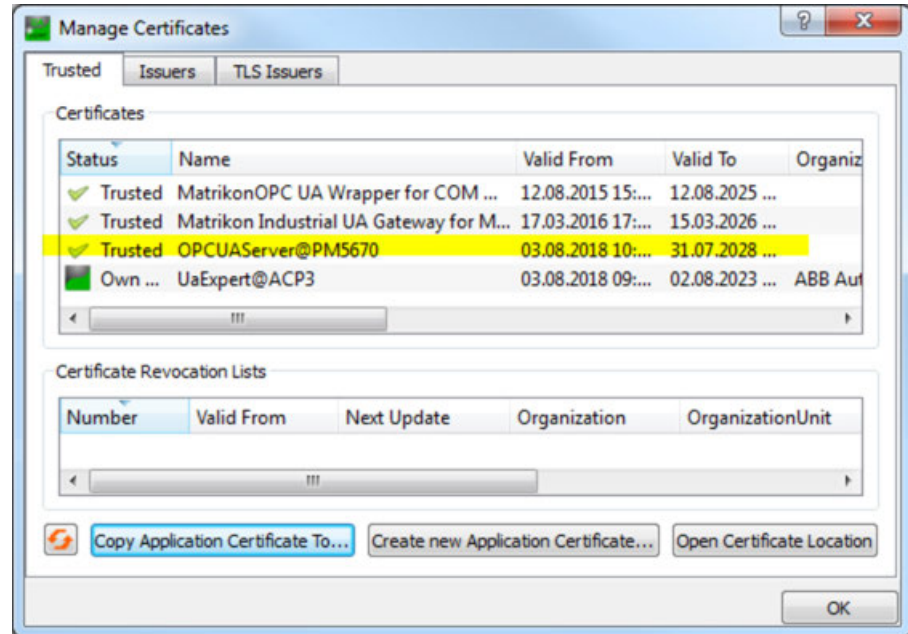 Manage Certificates
Trusted Issuers TLS Issuers
Certificates
Status Name Valid From Valid To Organiz
Trusted MatrikonOPC UA Wrapper for COM ... 12.08.2015 15:... 12.08.2025 ...
Trusted Matrikon Industrial UA Gateway for M... 17.03.2016 17:... 15.03.2026 ...
Trusted OPCUAServer@PM5670 03.08.2018 10:... 31.07.2028 ...
Own ... UaExpert@ACP3 03.08.2018 09:... 02.08.2023 ... ABB Aut
Certificate Revocation Lists
Number Valid From Next Update Organization OrganizationUnit
Copy Application Certificate To... Create new Application Certificate... Open Certificate Location
OK